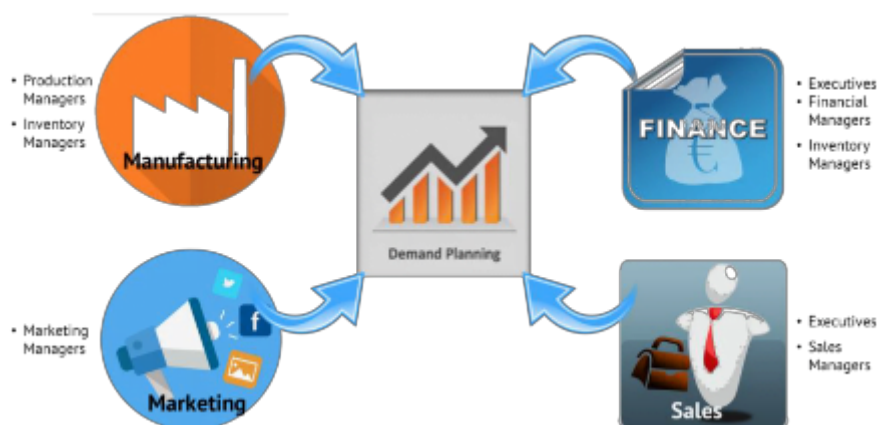 • Production
Managers
• Inventory
Managers
Manufacturing
Demand Planning
FINANCE
• Executives
• Financial
Managers
• Inventory
Managers
• Marketing
Managers
f
Marketing
Sales
• Executives
• Sales
Managers